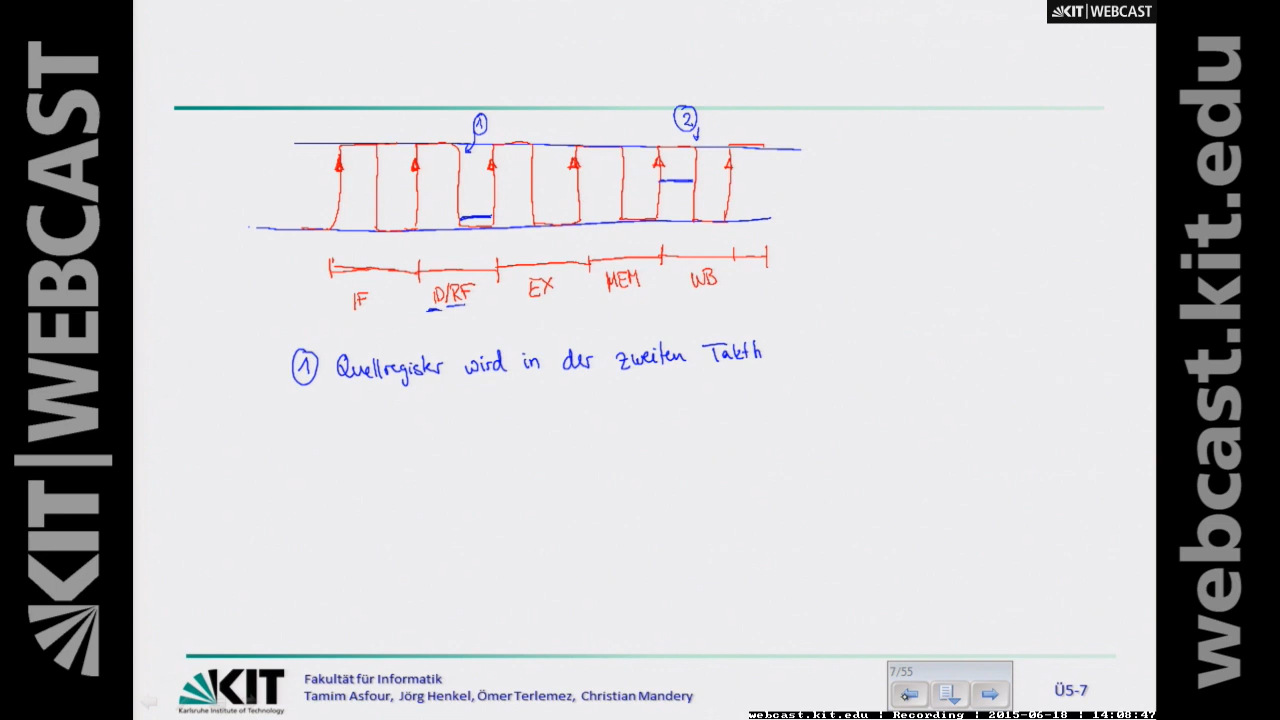 KIT | WEBCAST
KIT | WEBCAST
webcast.kit.edu
1
2
IF
ID/RF
EX
MEM
WB
1 Quellregister wird in der zweiten Takth
KIT
Karlsruhe Institute of Technology
Fakultät für Informatik
Tamim Asfour, Jörg Henkel, Ömer Terlemez, Christian Mandery
7/55
Ü5-7
webcast.kit.edu | Recording | 2015-06-18 | 14:08:47